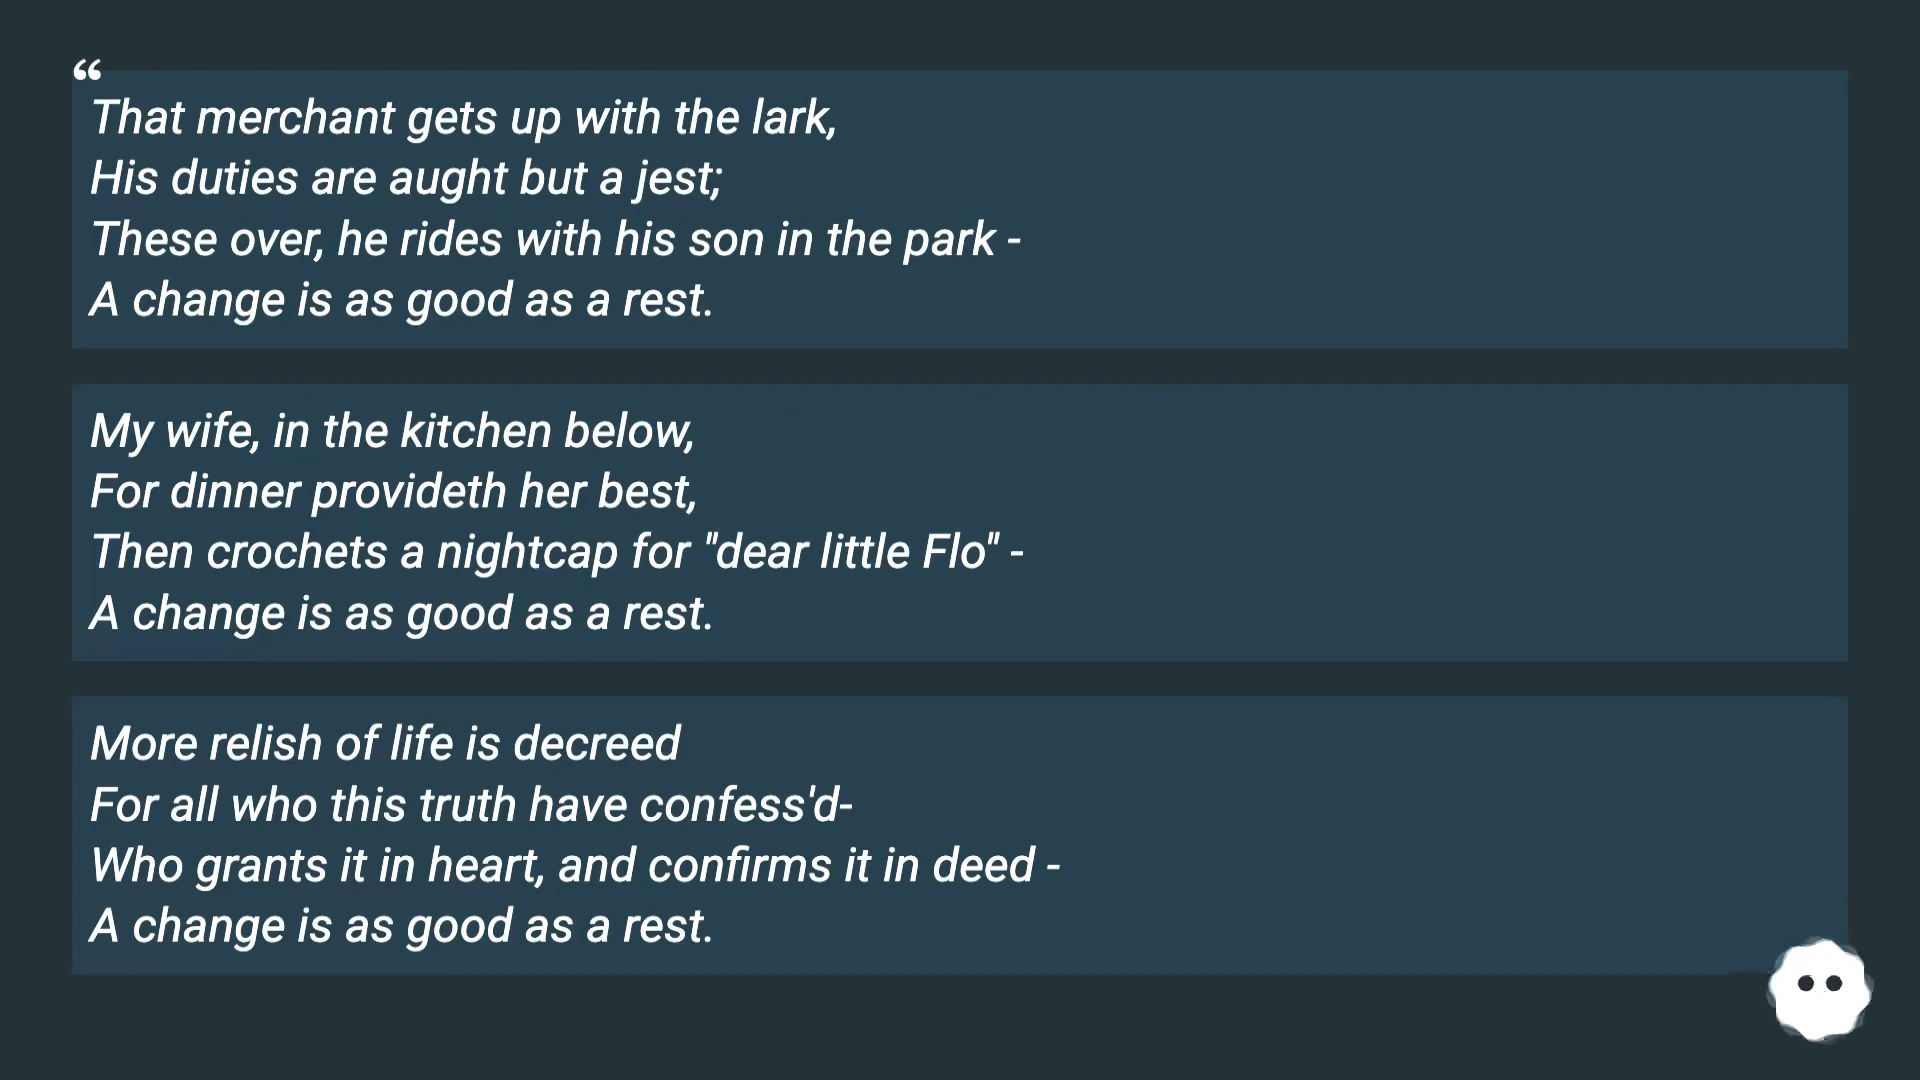 “
That merchant gets up with the lark,
His duties are aught but a jest;
These over, he rides with his son in the park -
A change is as good as a rest.
My wife, in the kitchen below,
For dinner provideth her best,
Then crochets a nightcap for "dear little Flo" -
A change is as good as a rest.
More relish of life is decreed
For all who this truth have confess'd-
Who grants it in heart, and confirms it in deed -
A change is as good as a rest.